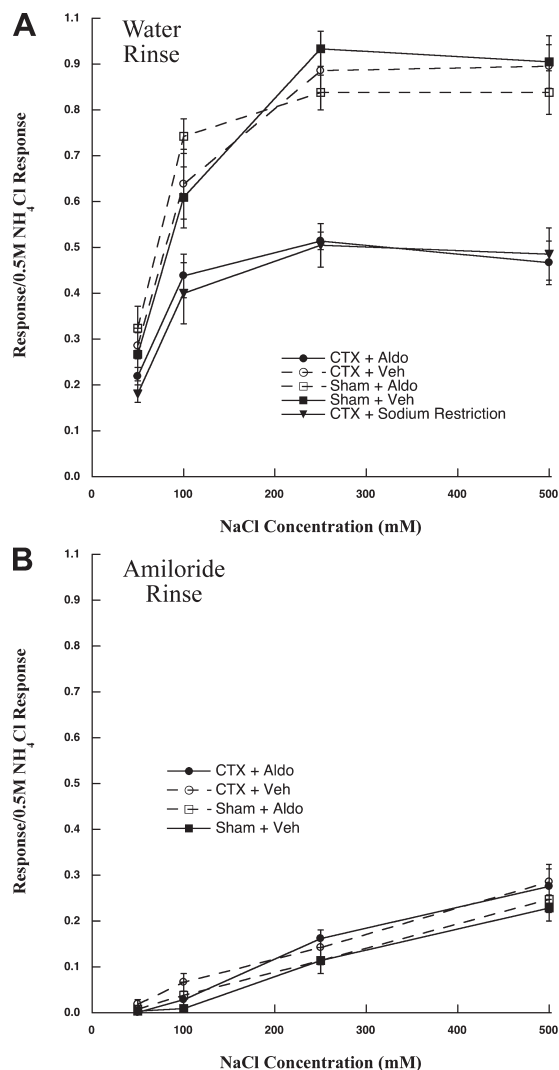 A
Water
Rinse
1.1
1.0
0.9
0.8
0.7
0.6
0.5
0.4
0.3
0.2
0.1
0.0
Response/0.5M NH4Cl Response
CTX + Aldo
CTX + Veh
Sham + Aldo
Sham + Veh
CTX + Sodium Restriction
0 100 200 300 400 500
NaCl Concentration (mM)
B
Amiloride
Rinse
1.1
1.0
0.9
0.8
0.7
0.6
0.5
0.4
0.3
0.2
0.1
0.0
Response/0.5M NH4Cl Response
CTX + Aldo
CTX + Veh
Sham + Aldo
Sham + Veh
0 100 200 300 400 500
NaCl Concentration (mM)